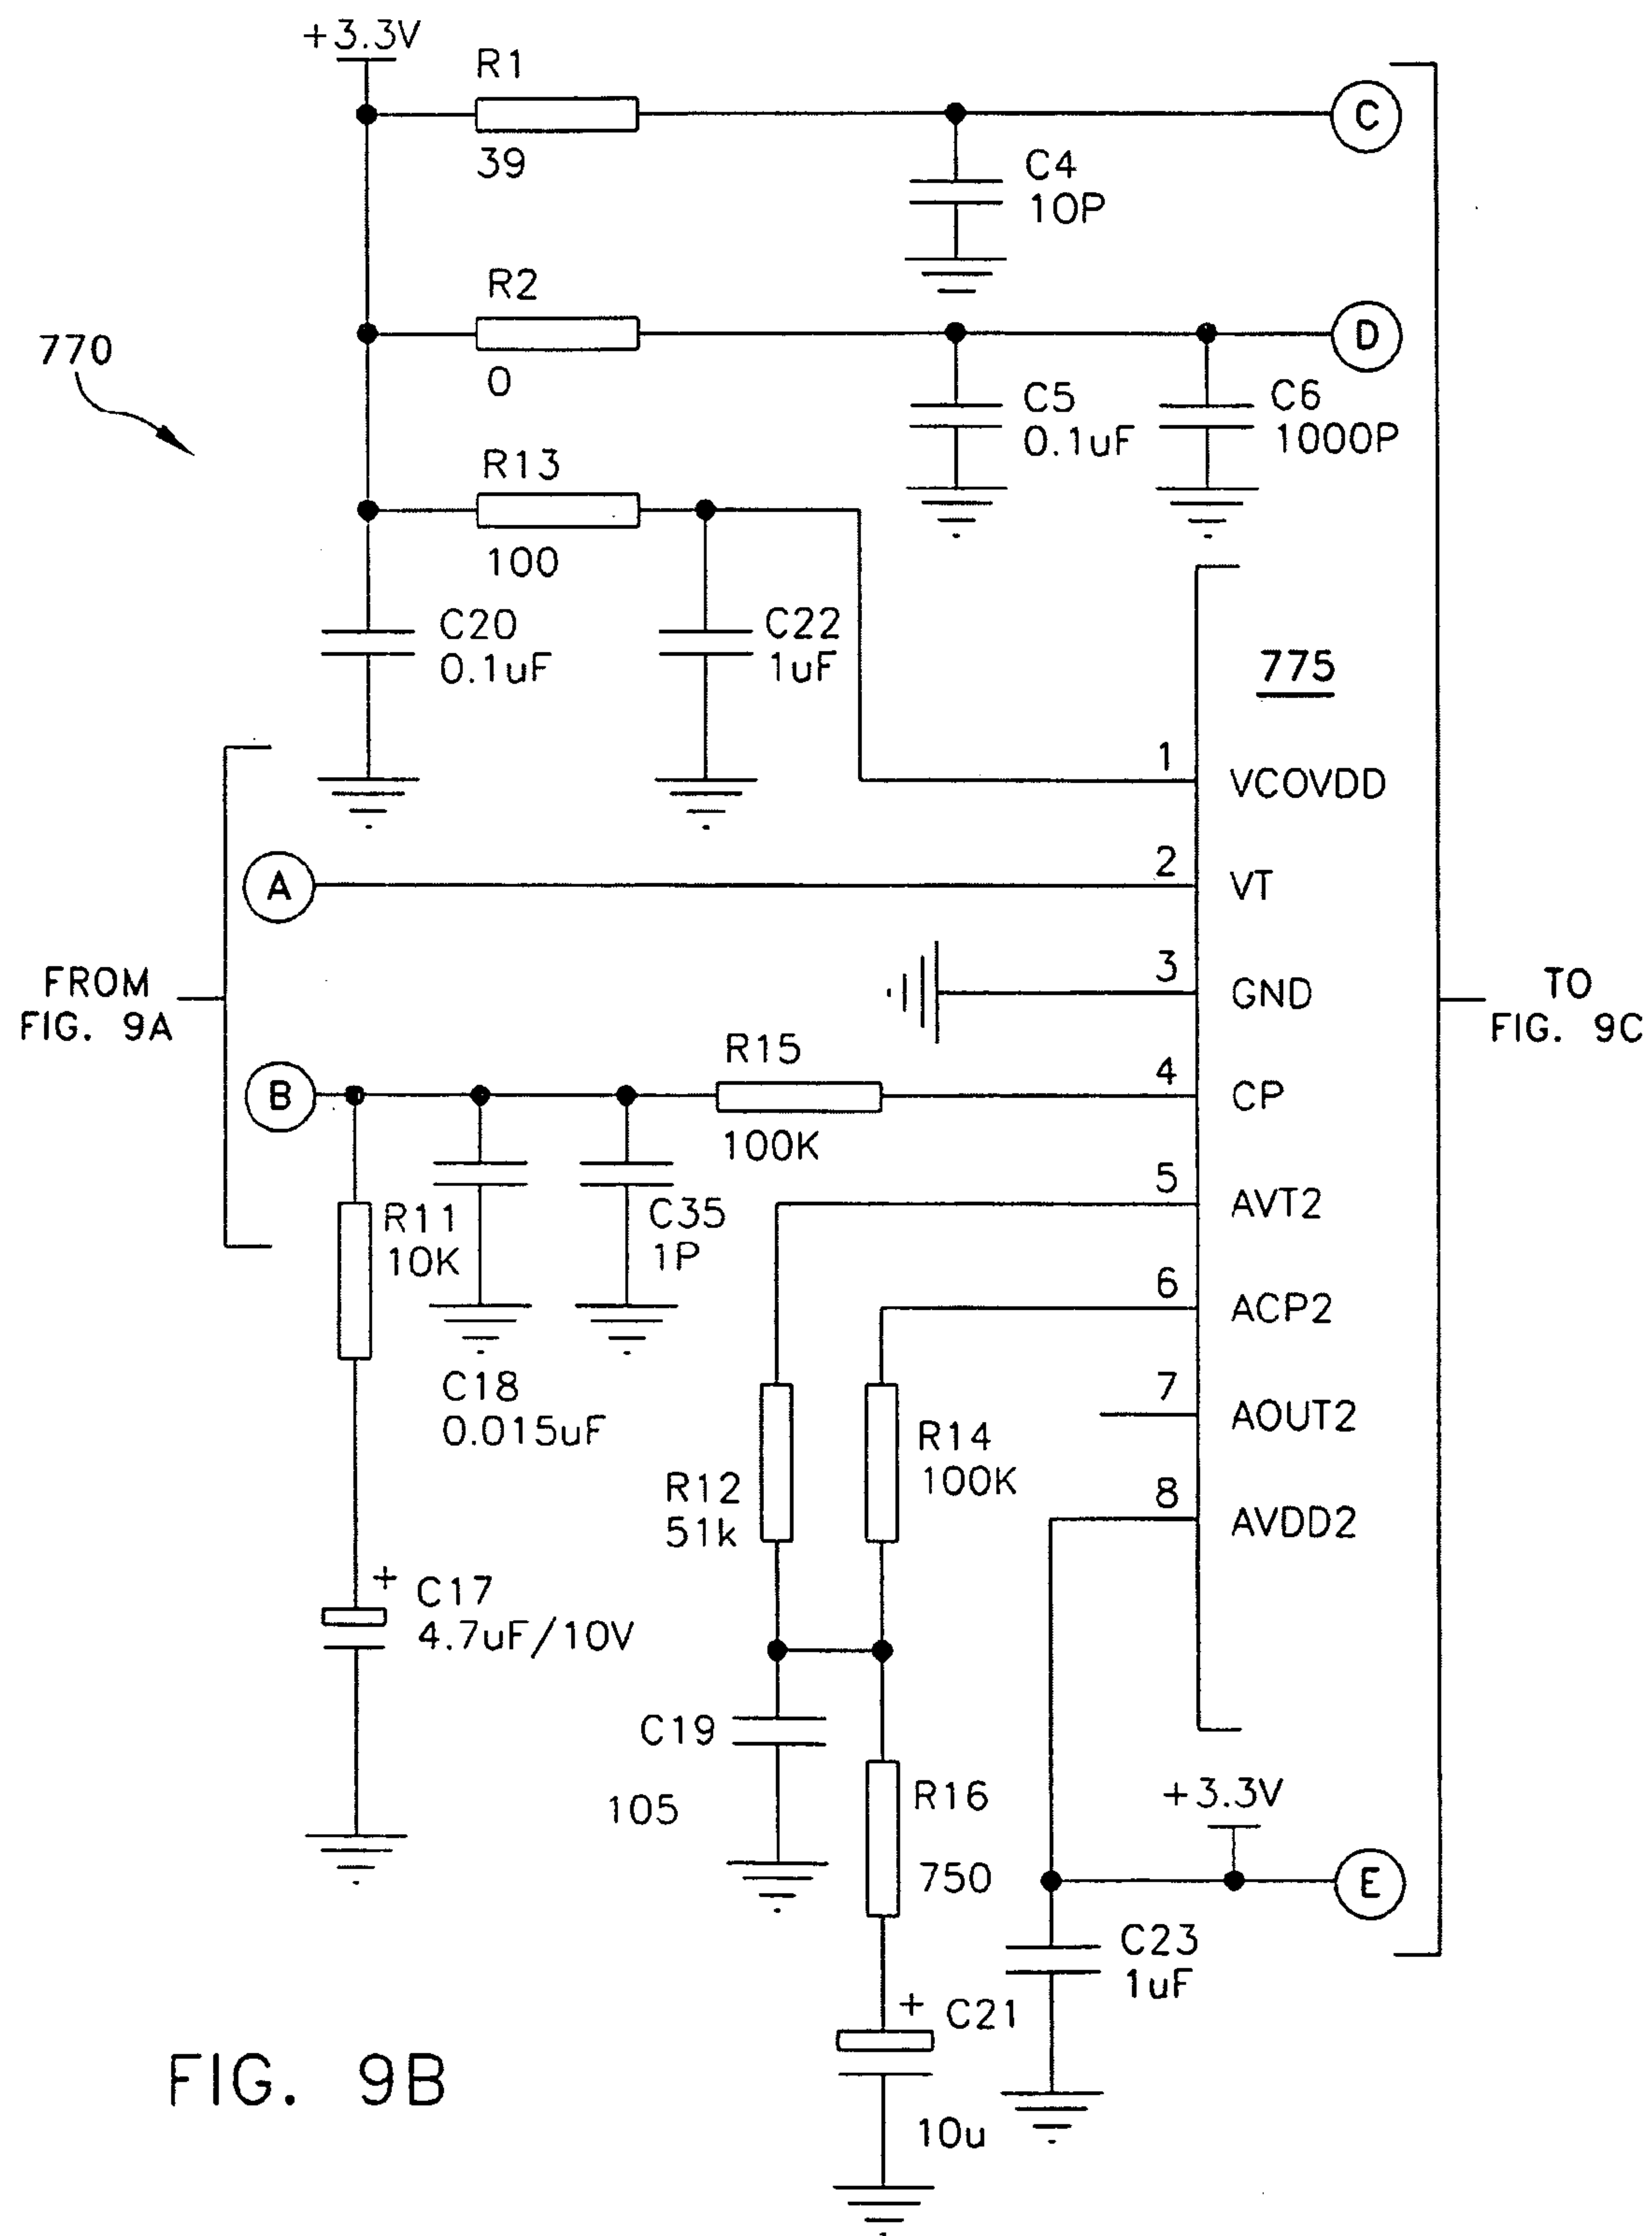 +3.3V
R1
39
C
C4
10P
R2
0
D
770
C5
0.1uF
C6
1000P
R13
100
C20
0.1uF
C22
1uF
775
1
VCOVDD
A
2
VT
FROM
FIG. 9A
3
GND
TO
FIG. 9C
B
R15
100K
4
CP
R11
10K
C35
1P
5
AVT2
6
ACP2
C18
0.015uF
7
AOUT2
R12
51k
R14
100K
8
AVDD2
+
C17
4.7uF/10V
C19
105
R16
750
+3.3V
E
C23
1uF
+
C21
10u
FIG. 9B